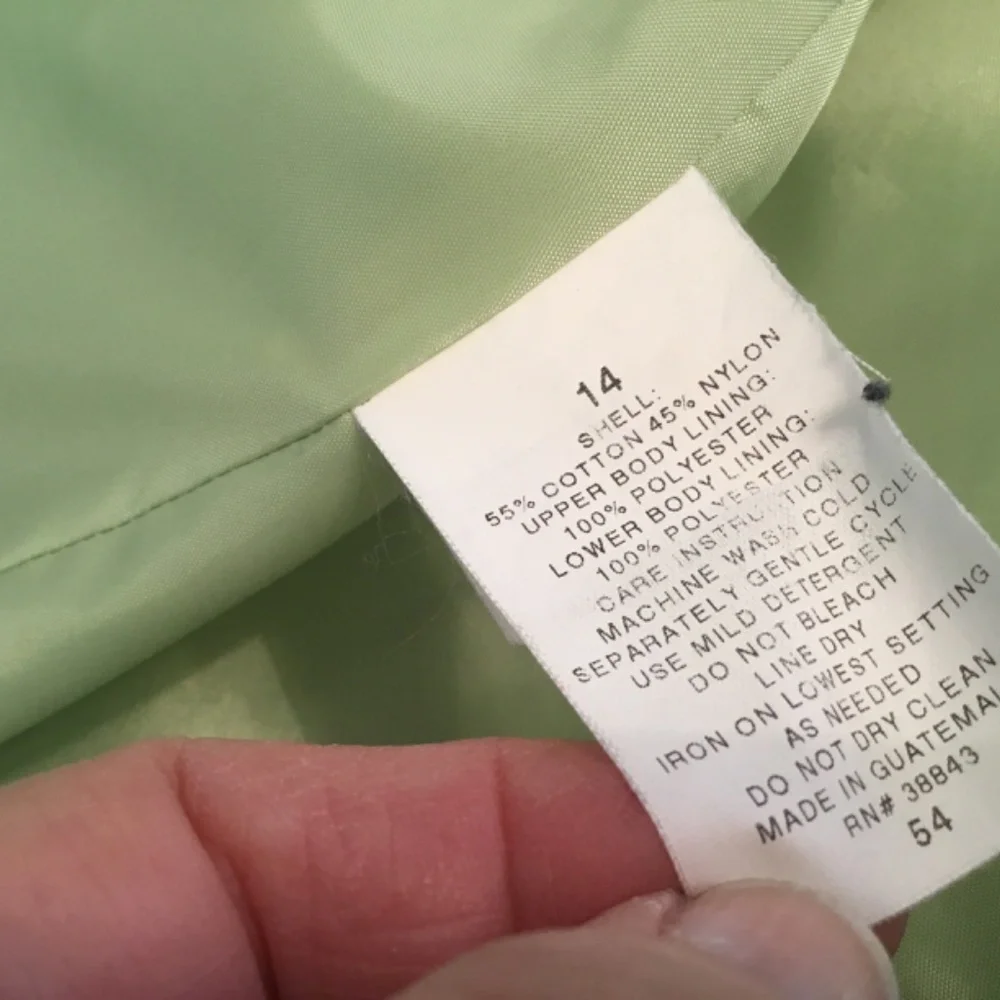 14
SHELL:
55% COTTON 45% NYLON
UPPER BODY LINING:
100% POLYESTER
LOWER BODY LINING:
100% POLYESTER
CARE INSTRUCTION
MACHINE WASH COLD
SEPARATELY GENTLE CYCLE
USE MILD DETERGENT
DO NOT BLEACH
LINE DRY
IRON ON LOWEST SETTING
AS NEEDED
DO NOT DRY CLEAN
MADE IN GUATEMAL
RN# 38843
54